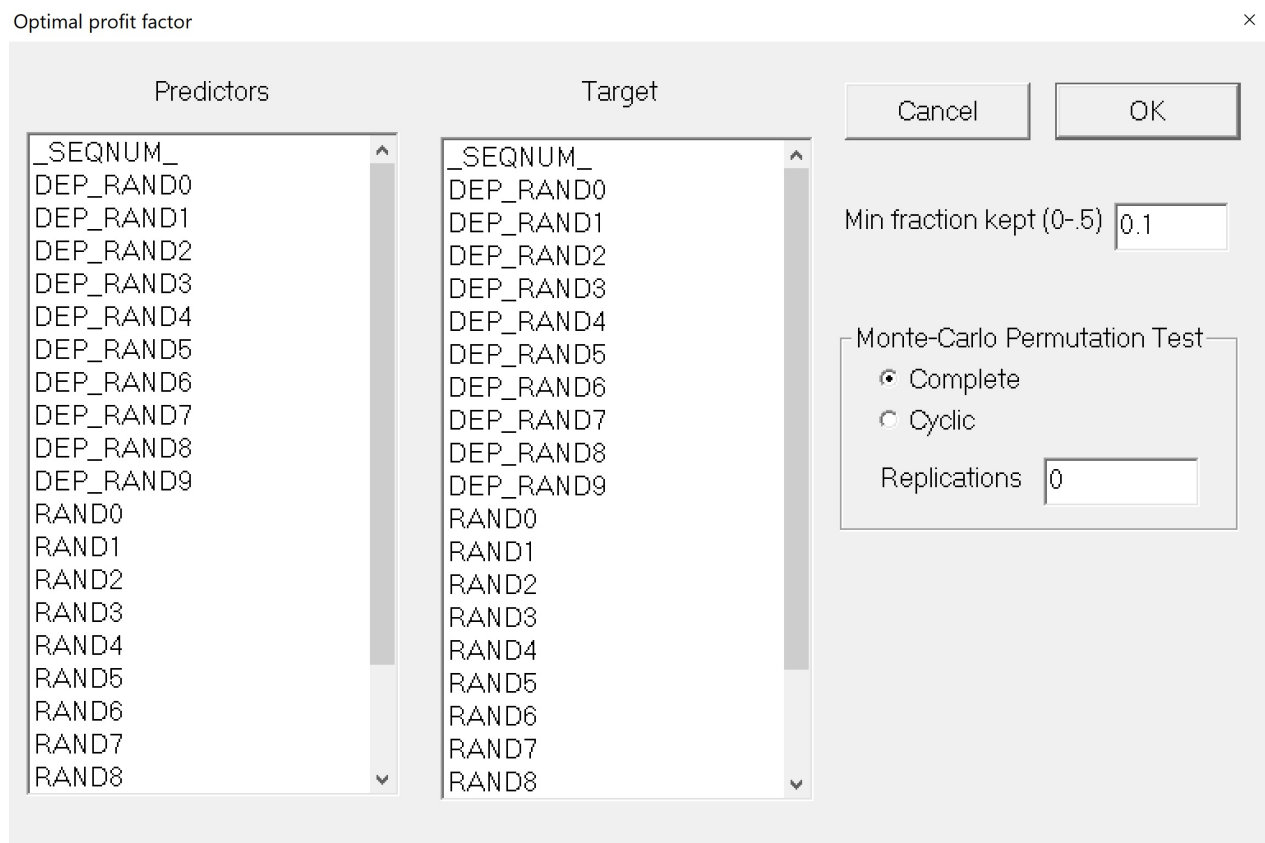 Optimal profit factor
Predictors
_SEQNUM_
DEP_RAND0
DEP_RAND1
DEP_RAND2
DEP_RAND3
DEP_RAND4
DEP_RAND5
DEP_RAND6
DEP_RAND7
DEP_RAND8
DEP_RAND9
RAND0
RAND1
RAND2
RAND3
RAND4
RAND5
RAND6
RAND7
RAND8
Target
_SEQNUM_
DEP_RAND0
DEP_RAND1
DEP_RAND2
DEP_RAND3
DEP_RAND4
DEP_RAND5
DEP_RAND6
DEP_RAND7
DEP_RAND8
DEP_RAND9
RAND0
RAND1
RAND2
RAND3
RAND4
RAND5
RAND6
RAND7
RAND8
Cancel OK
Min fraction kept (0-.5) 0.1
Monte-Carlo Permutation Test
Complete
Cyclic
Replications 0